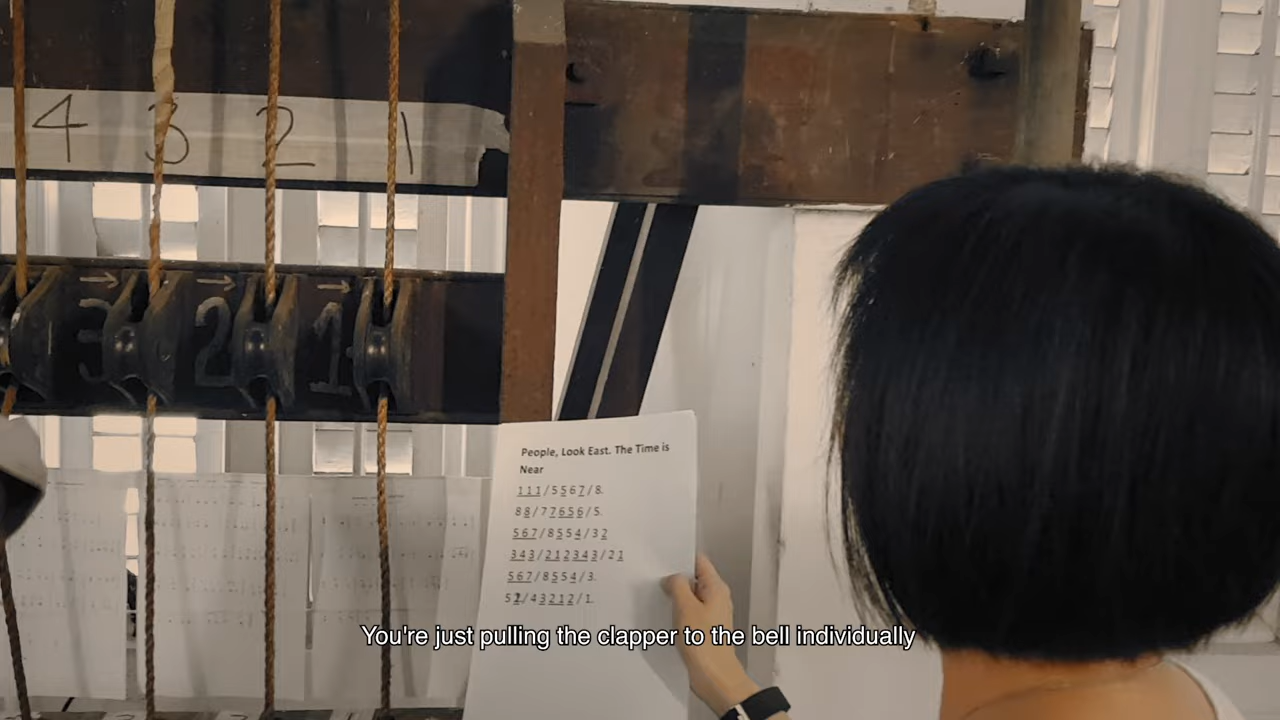 4 3 2 1
3 → 2 → 1 →
People, Look East. The Time is
Near
1 1 1 / 5 5 6 7 / 8.
8 8 / 7 7 6 5 6 / 5.
5 6 7 / 8 5 5 4 / 3 2
3 4 3 / 2 1 2 3 4 3 / 2 1
5 6 7 / 8 5 5 4 / 3.
5 2 / 4 3 2 1 2 / 1.
You're just pulling the clapper to the bell individually